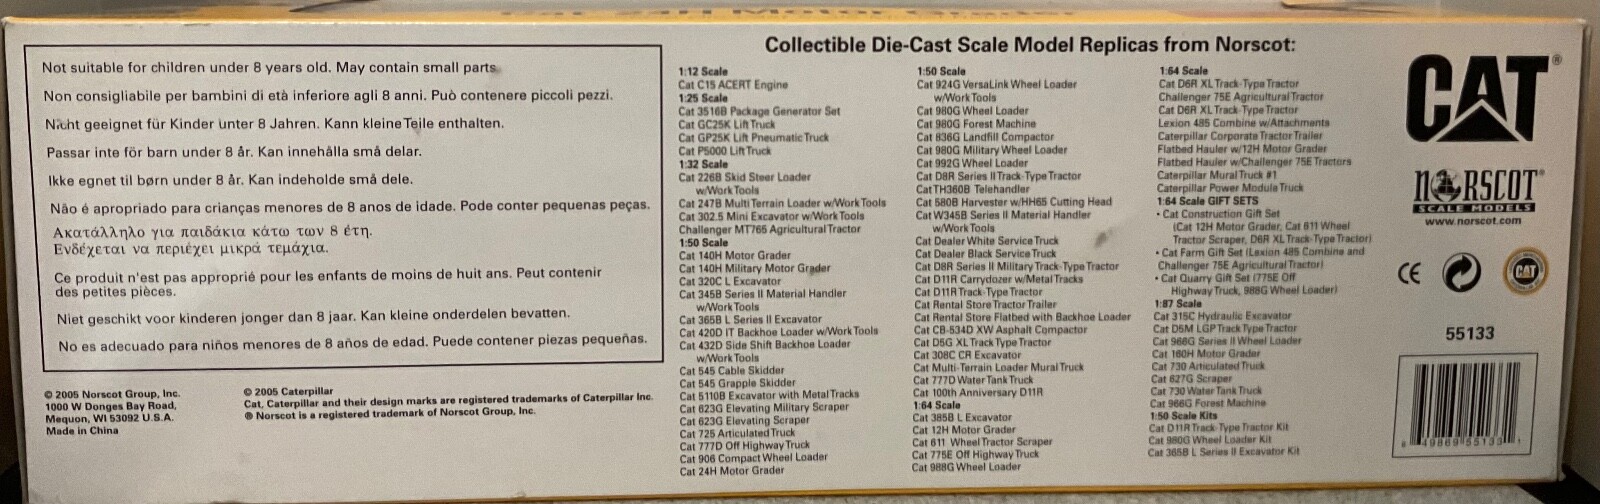 Cat 24H Motor Grader
Not suitable for children under 8 years old. May contain small parts.
Non consigliabile per bambini di età inferiore agli 8 anni. Può contenere piccoli pezzi.
Nicht geeignet für Kinder unter 8 Jahren. Kann kleine Teile enthalten.
Passar inte för barn under 8 år. Kan innehålla små delar.
Ikke egnet til børn under 8 år. Kan indeholde små dele.
Não é apropriado para crianças menores de 8 anos de idade. Pode conter pequenas peças.
Ακατάλληλο για παιδάκια κάτω των 8 έτη.
Ενδέχεται να περιέχει μικρά τεμάχια.
Ce produit n'est pas approprié pour les enfants de moins de huit ans. Peut contenir
des petites pièces.
Niet geschikt voor kinderen jonger dan 8 jaar. Kan kleine onderdelen bevatten.
No es adecuado para niños menores de 8 años de edad. Puede contener piezas pequeñas.
© 2005 Norscot Group, Inc.
1000 W Donges Bay Road,
Mequon, WI 53092 U.S.A.
Made in China
© 2005 Caterpillar
Cat, Caterpillar and their design marks are registered trademarks of Caterpillar Inc.
® Norscot is a registered trademark of Norscot Group, Inc.
Collectible Die-Cast Scale Model Replicas from Norscot:
1:12 Scale
Cat C15 ACERT Engine
1:25 Scale
Cat 3516B Package Generator Set
Cat GC25K Lift Truck
Cat GP25K Lift Pneumatic Truck
Cat P5000 Lift Truck
1:32 Scale
Cat 226B Skid Steer Loader
w/Work Tools
Cat 247B Multi Terrain Loader w/Work Tools
Cat 302.5 Mini Excavator w/Work Tools
Challenger MT765 Agricultural Tractor
1:50 Scale
Cat 140H Motor Grader
Cat 140H Military Motor Grader
Cat 320C L Excavator
Cat 345B Series II Material Handler
w/Work Tools
Cat 365B L Series II Excavator
Cat 420D IT Backhoe Loader w/Work Tools
Cat 432D Side Shift Backhoe Loader
w/Work Tools
Cat 545 Cable Skidder
Cat 545 Grapple Skidder
Cat 5110B Excavator with Metal Tracks
Cat 623G Elevating Military Scraper
Cat 623G Elevating Scraper
Cat 725 Articulated Truck
Cat 777D Off Highway Truck
Cat 906 Compact Wheel Loader
Cat 24H Motor Grader
1:50 Scale
Cat 924G VersaLink Wheel Loader
w/Work Tools
Cat 980G Wheel Loader
Cat 980G Forest Machine
Cat 836G Landfill Compactor
Cat 980G Military Wheel Loader
Cat 992G Wheel Loader
Cat D8R Series II Track-Type Tractor
Cat TH360B Telehandler
Cat 580B Harvester w/HH65 Cutting Head
Cat W345B Series II Material Handler
w/Work Tools
Cat Dealer White Service Truck
Cat Dealer Black Service Truck
Cat D8R Series II Military Track-Type Tractor
Cat D11R Carrydozer w/Metal Tracks
Cat D11R Track-Type Tractor
Cat Rental Store Tractor Trailer
Cat Rental Store Flatbed with Backhoe Loader
Cat CB-534D XW Asphalt Compactor
Cat D5G XL Track Type Tractor
Cat 308C CR Excavator
Cat Multi-Terrain Loader Mural Truck
Cat 777D Water Tank Truck
Cat 100th Anniversary D11R
1:64 Scale
Cat 385B L Excavator
Cat 12H Motor Grader
Cat 611 Wheel Tractor Scraper
Cat 775E Off Highway Truck
Cat 988G Wheel Loader
1:64 Scale
Cat D6R XL Track-Type Tractor
Challenger 75E Agricultural Tractor
Cat D6R XL Track-Type Tractor
Lexion 485 Combine w/Attachments
Caterpillar Corporate Tractor Trailer
Flatbed Hauler w/12H Motor Grader
Flatbed Hauler w/Challenger 75E Tractors
Caterpillar Mural Truck #1
Caterpillar Power Module Truck
1:64 Scale GIFT SETS
• Cat Construction Gift Set
(Cat 12H Motor Grader, Cat 611 Wheel
Tractor Scraper, D6R XL Track-Type Tractor)
• Cat Farm Gift Set (Lexion 485 Combine and
Challenger 75E Agricultural Tractor)
• Cat Quarry Gift Set (775E Off
Highway Truck, 988G Wheel Loader)
1:87 Scale
Cat 315C Hydraulic Excavator
Cat D5M LGP Track Type Tractor
Cat 966G Series II Wheel Loader
Cat 160H Motor Grader
Cat 730 Articulated Truck
Cat 627G Scraper
Cat 730 Water Tank Truck
Cat 966G Forest Machine
1:50 Scale Kits
Cat D11R Track-Type Tractor Kit
Cat 980G Wheel Loader Kit
Cat 365B L Series II Excavator Kit
CAT®
NORSCOT®
SCALE MODELS
www.norscot.com
CE
CAT
55133
49869 55133